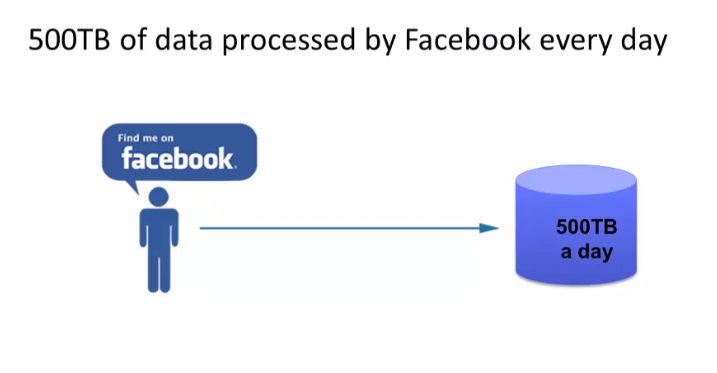 500TB of data processed by Facebook every day
Find me on
facebook.
500TB
a day